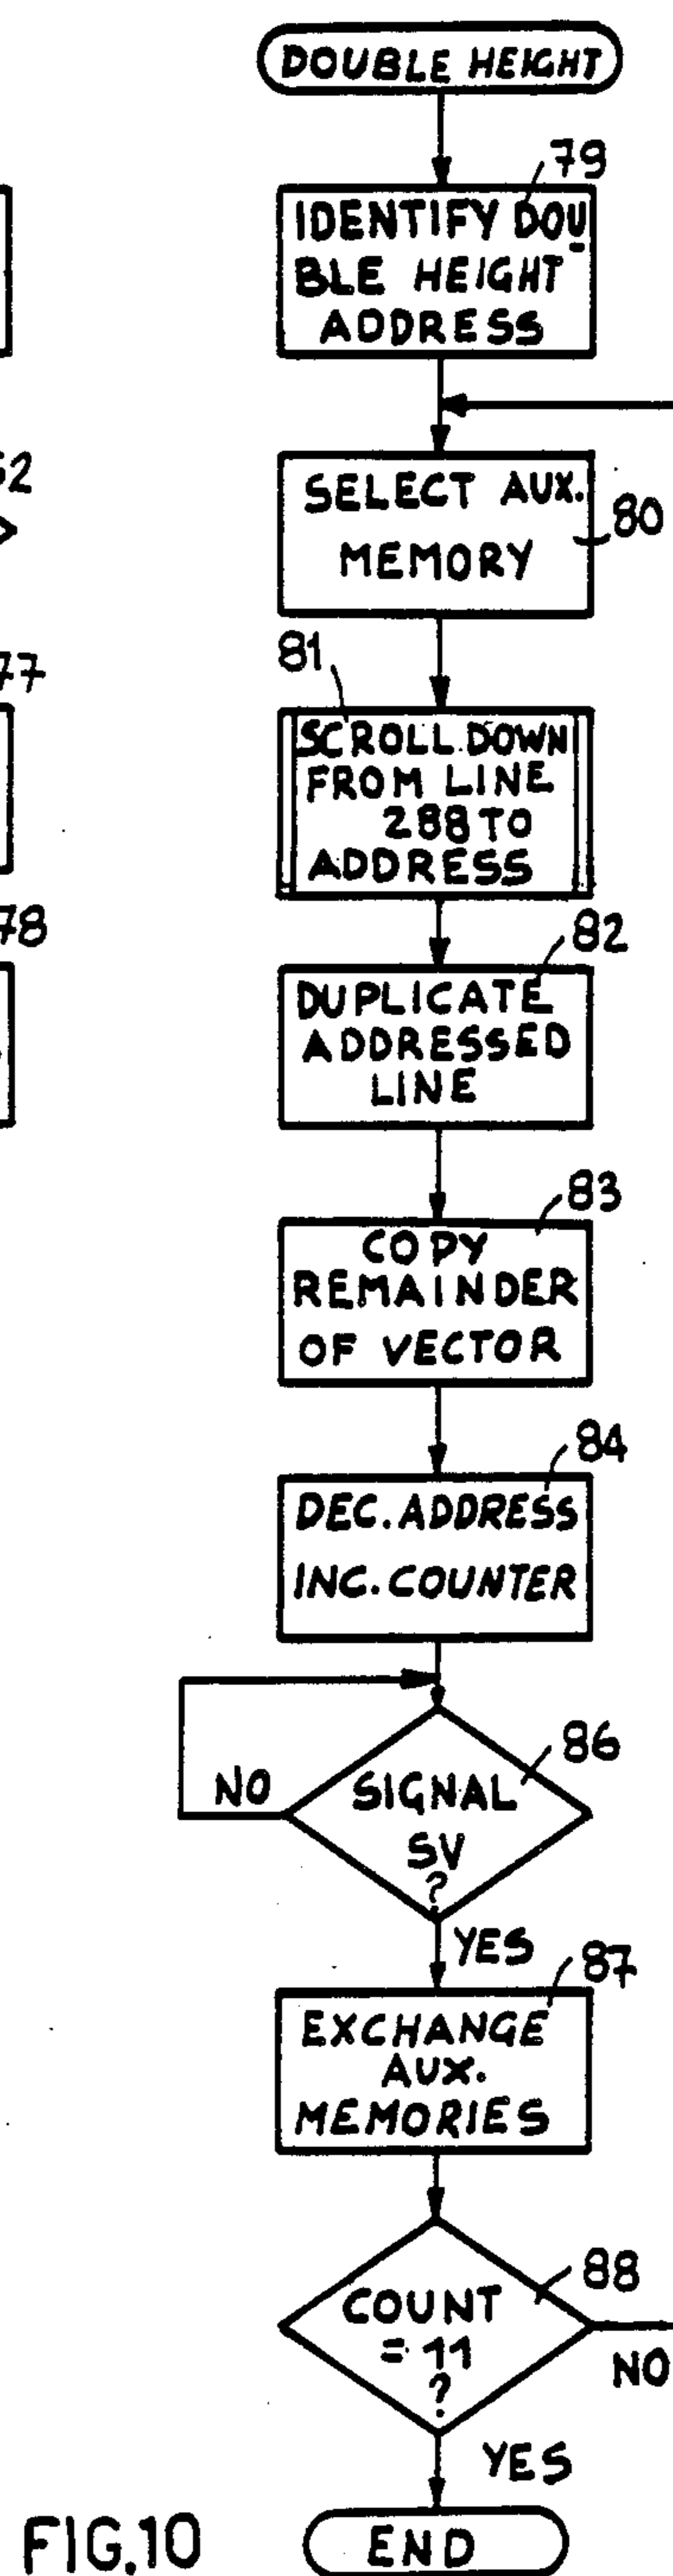 DOUBLE HEIGHT
79
IDENTIFY DOU
BLE HEIGHT
ADDRESS
52
SELECT AUX.
MEMORY
80
77
81
SCROLL DOWN
FROM LINE
288 TO
ADDRESS
78
82
DUPLICATE
ADDRESSED
LINE
83
COPY
REMAINDER
OF VECTOR
84
DEC. ADDRESS
INC. COUNTER
86
NO
SIGNAL
SV
?
YES
87
EXCHANGE
AUX.
MEMORIES
88
COUNT
= 11
?
NO
YES
FIG.10
END